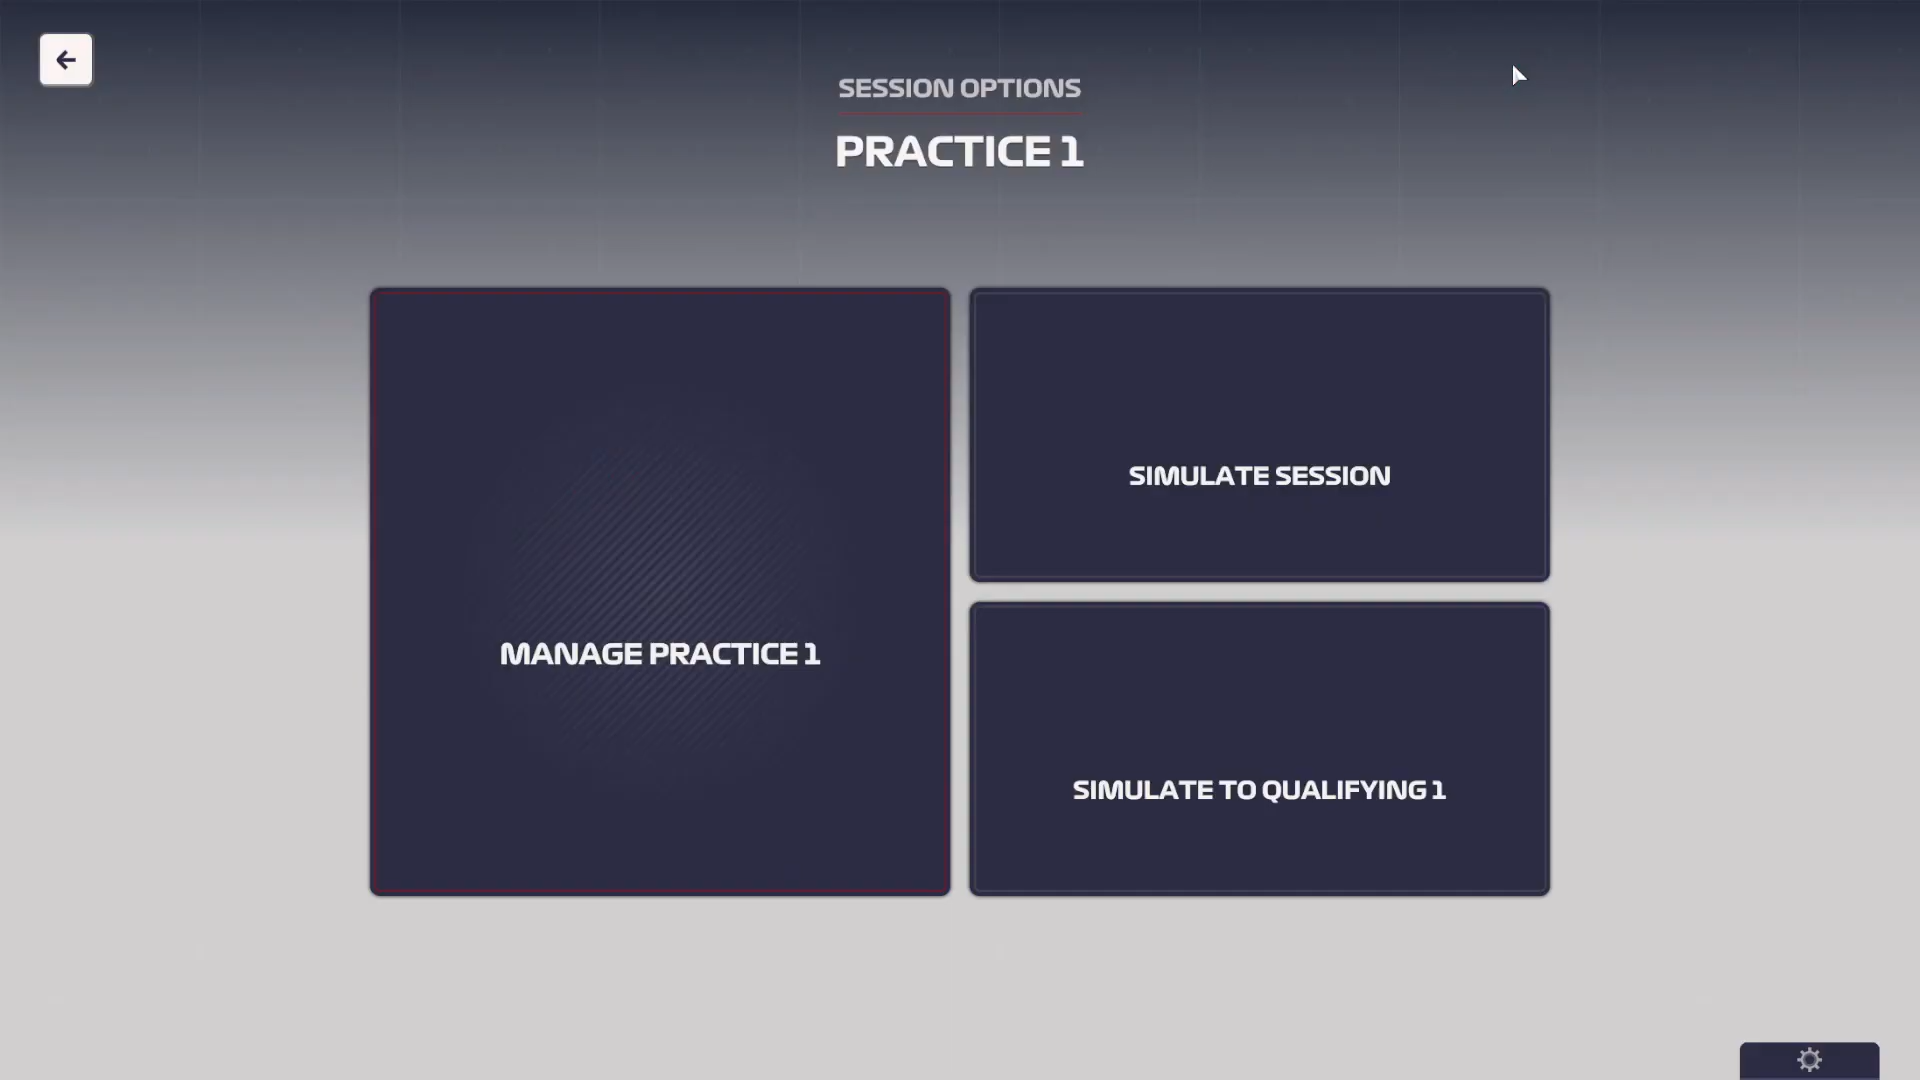 SESSION OPTIONS
PRACTICE 1
MANAGE PRACTICE 1
SIMULATE SESSION
SIMULATE TO QUALIFYING 1